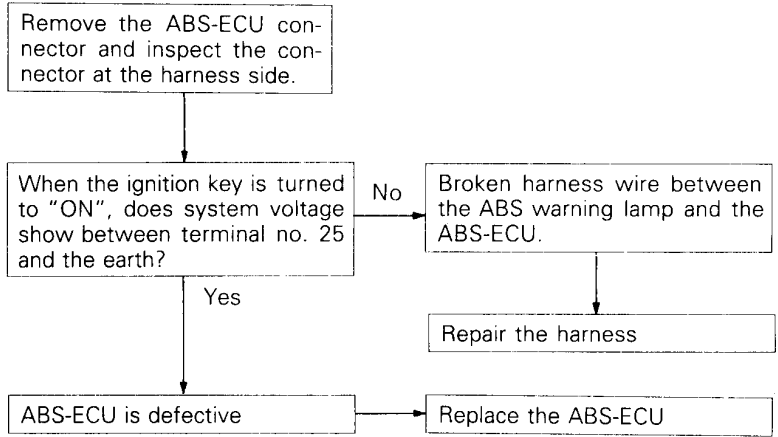 Remove the ABS-ECU con-
nector and inspect the con-
nector at the harness side.
When the ignition key is turned
to "ON", does system voltage
show between terminal no. 25
and the earth?
No
Broken harness wire between
the ABS warning lamp and the
ABS-ECU.
Yes
Repair the harness
ABS-ECU is defective
Replace the ABS-ECU